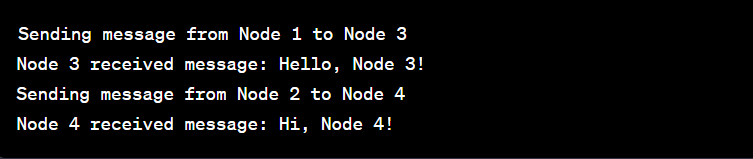 Sending message from Node 1 to Node 3
Node 3 received message: Hello, Node 3!
Sending message from Node 2 to Node 4
Node 4 received message: Hi, Node 4!